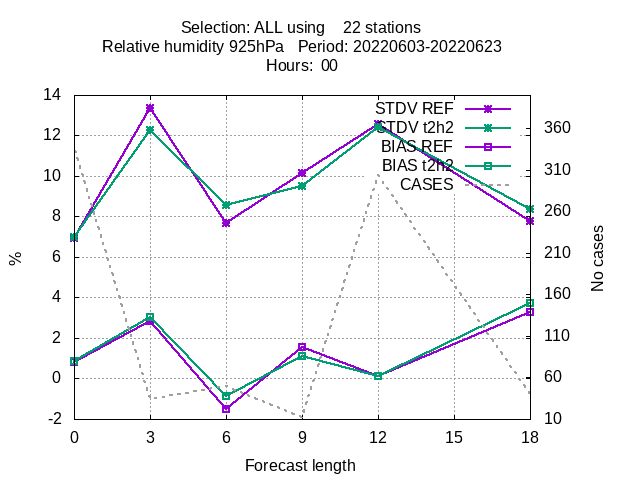 Selection: ALL using    22 stations
Relative humidity 925hPa   Period: 20220603-20220623
Hours:  00
14
12
10
8
6
4
2
0
-2
%
STDV REF
STDV t2h2
BIAS REF
BIAS t2h2
CASES
360
310
260
210
160
110
60
10
No cases
0 3 6 9 12 15 18
Forecast length